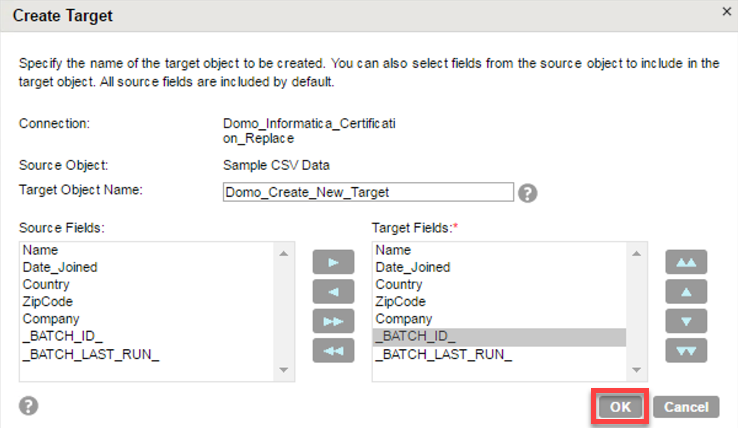 Create Target
×
Specify the name of the target object to be created. You can also select fields from the source object to include in the
target object. All source fields are included by default.
Connection: Domo_Informatica_Certificati
on_Replace
Source Object: Sample CSV Data
Target Object Name: Domo_Create_New_Target ?
Source Fields:
Name
Date_Joined
Country
ZipCode
Company
_BATCH_ID_
_BATCH_LAST_RUN_
Target Fields:*
Name
Date_Joined
Country
ZipCode
Company
_BATCH_ID_
_BATCH_LAST_RUN_
? OK Cancel